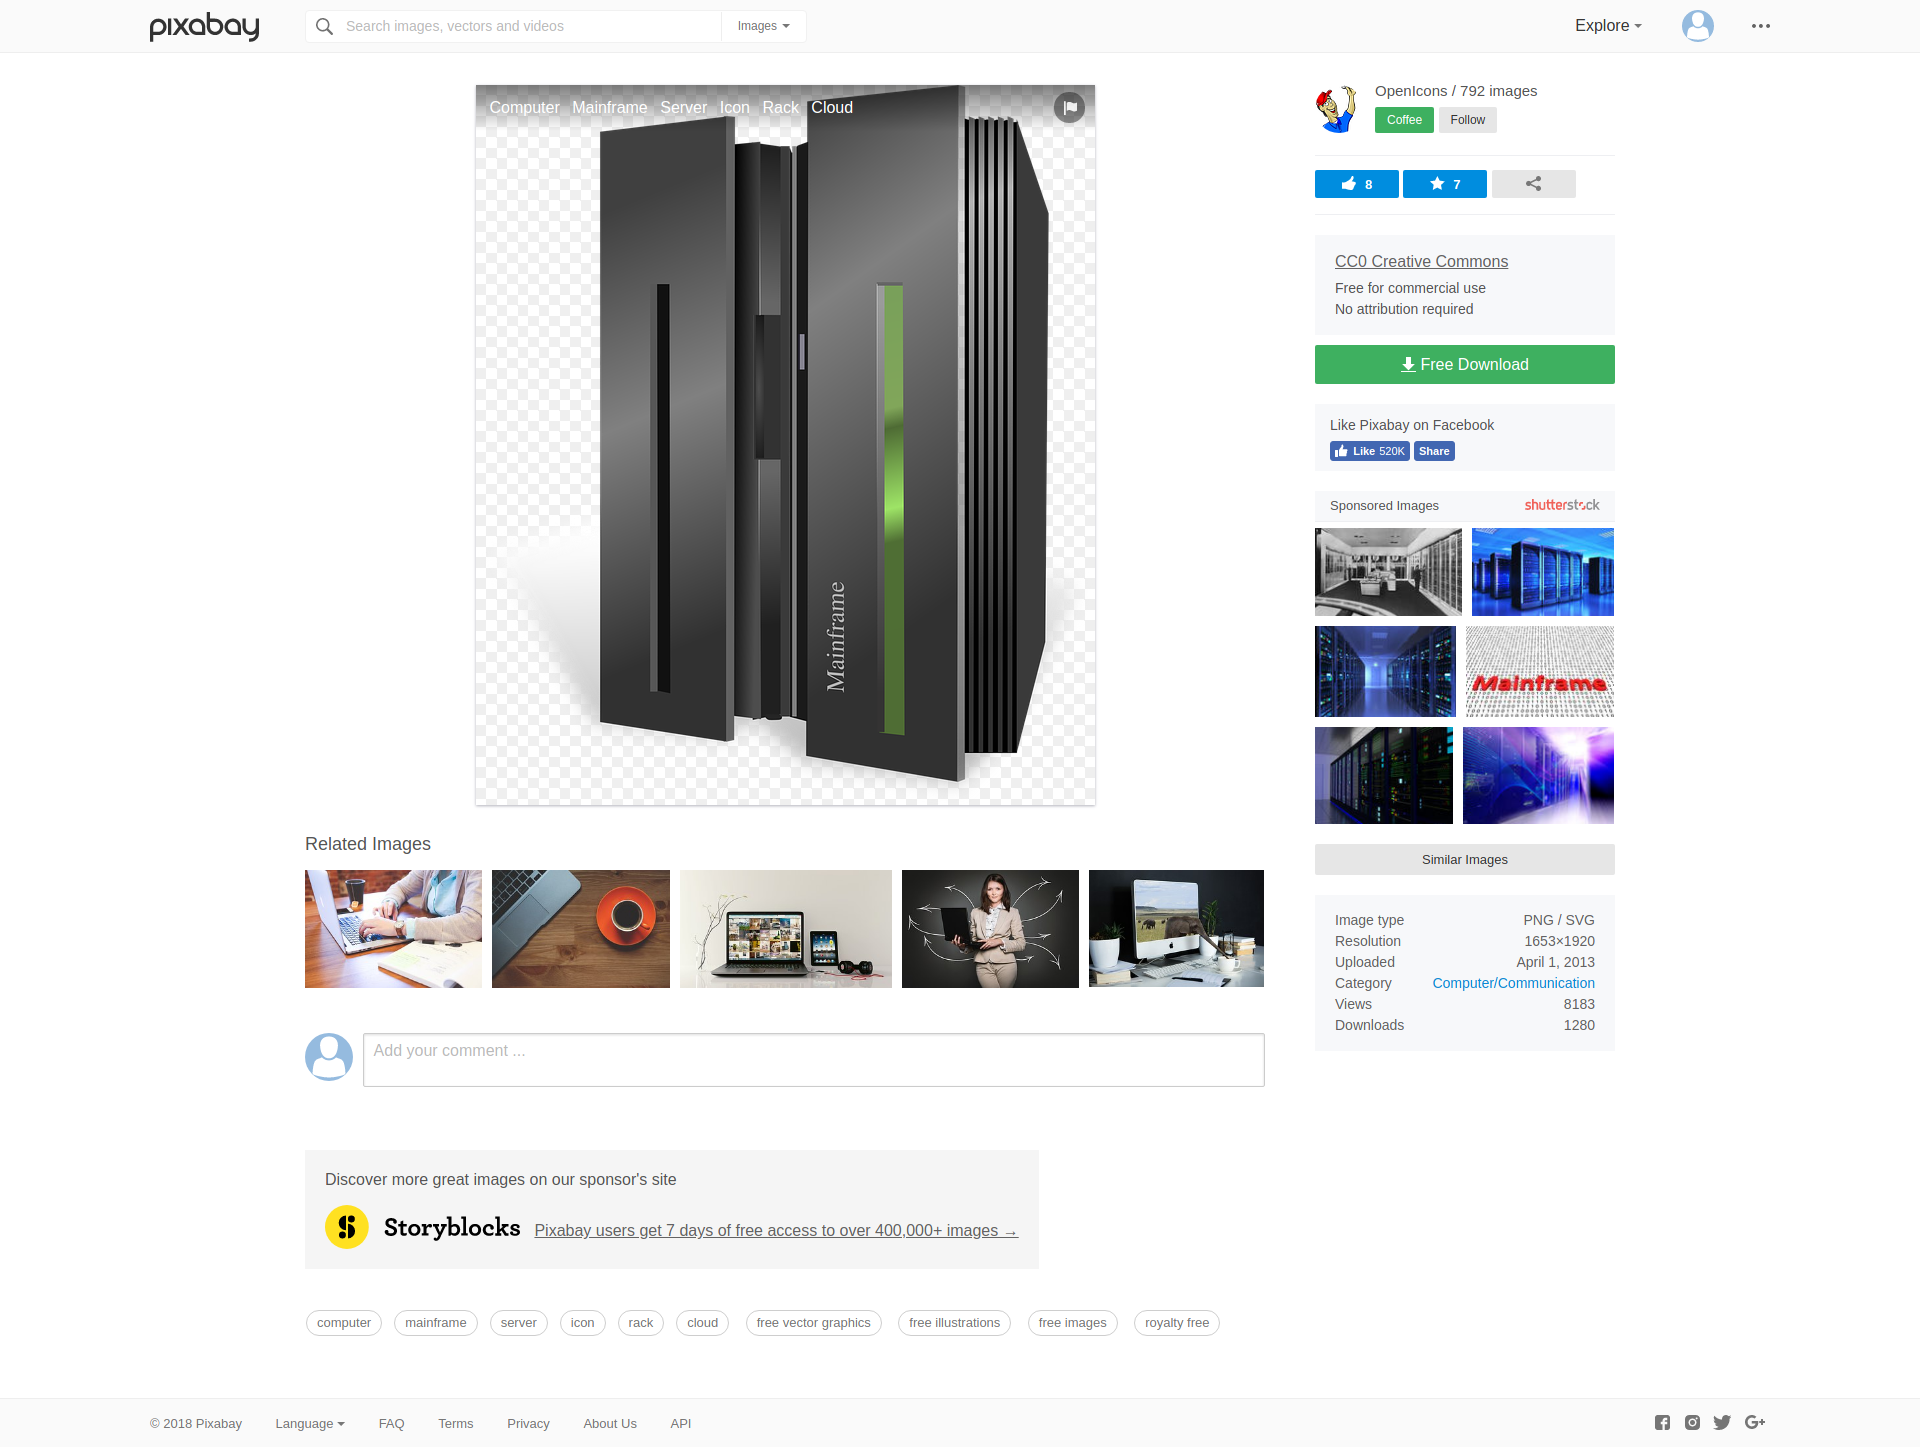 pixabay
Search images, vectors and videos
Images
Explore
Computer Mainframe Server Icon Rack Cloud
Mainframe
OpenIcons / 792 images
Coffee Follow
8 7
CC0 Creative Commons
Free for commercial use
No attribution required
Free Download
Like Pixabay on Facebook
Like 520K Share
Sponsored Images shutterstock
Mainframe
Similar Images
Image type PNG / SVG
Resolution 1653×1920
Uploaded April 1, 2013
Category Computer/Communication
Views 8183
Downloads 1280
Related Images
Add your comment ...
Discover more great images on our sponsor's site
Storyblocks Pixabay users get 7 days of free access to over 400,000+ images →
computer mainframe server icon rack cloud free vector graphics free illustrations free images royalty free
© 2018 Pixabay Language FAQ Terms Privacy About Us API